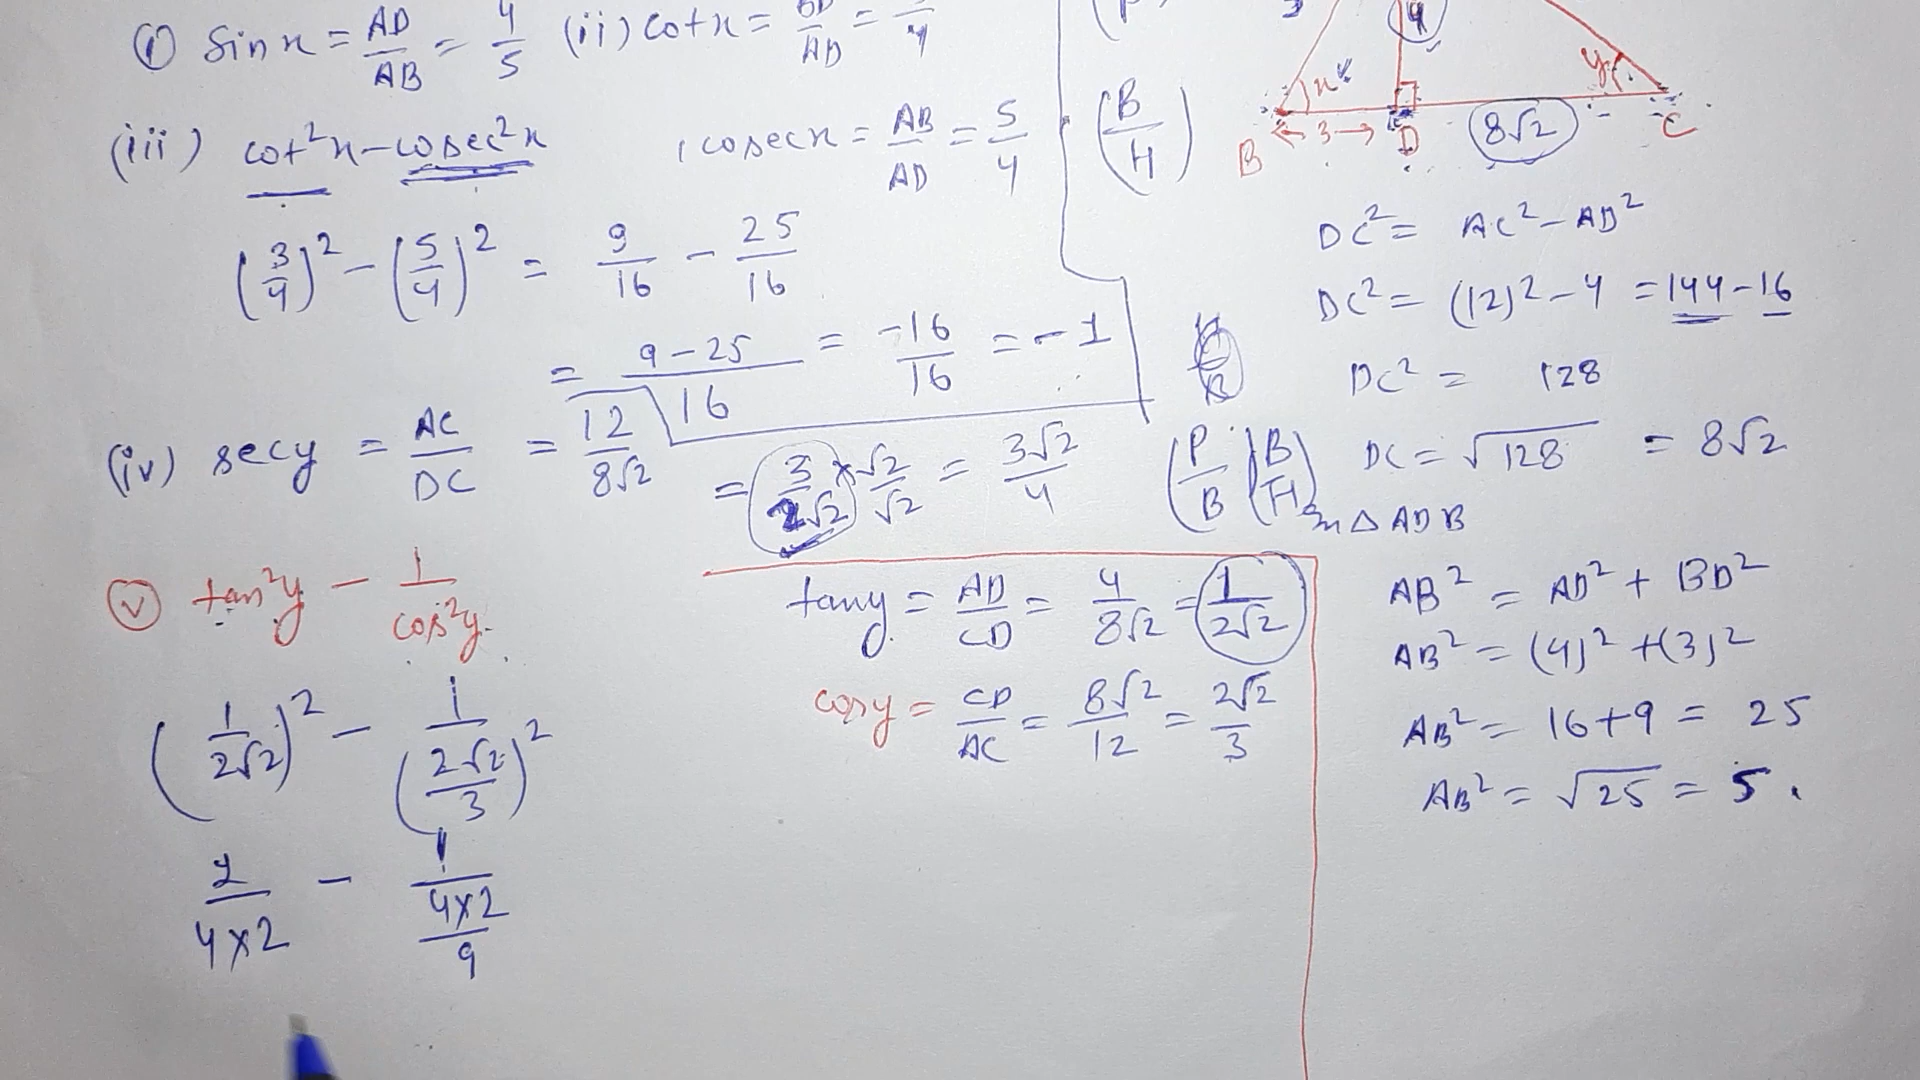 (i) Sin x = AD/AB = 4/5 (ii) cot x = BD/AD = 3/4
(iii) cot²x - cosec²x , cosec x = AB/AD = 5/4 (B/H)
(3/4)² - (5/4)² = 9/16 - 25/16
= 9-25/16 = -16/16 = -1
(iv) sec y = AC/DC = 12/8√2 = 3/2√2 × √2/√2 = 3√2/4 (P/B) (B/H)
(v) tan²y - 1/cos²y.
(1/2√2)² - 1/(2√2/3)²
1/4×2 - 1/4×2/9
tan y = AD/CD = 4/8√2 = 1/2√2
cos y = CD/AC = 8√2/12 = 2√2/3
4
x
y
B 3 D 8√2 C
DC² = AC² - AD²
DC² = (12)² - 4 = 144 - 16
DC² = 128
DC = √128 = 8√2
In △ ADB
AB² = AD² + BD²
AB² = (4)² + (3)²
AB² = 16+9 = 25
AB² = √25 = 5.